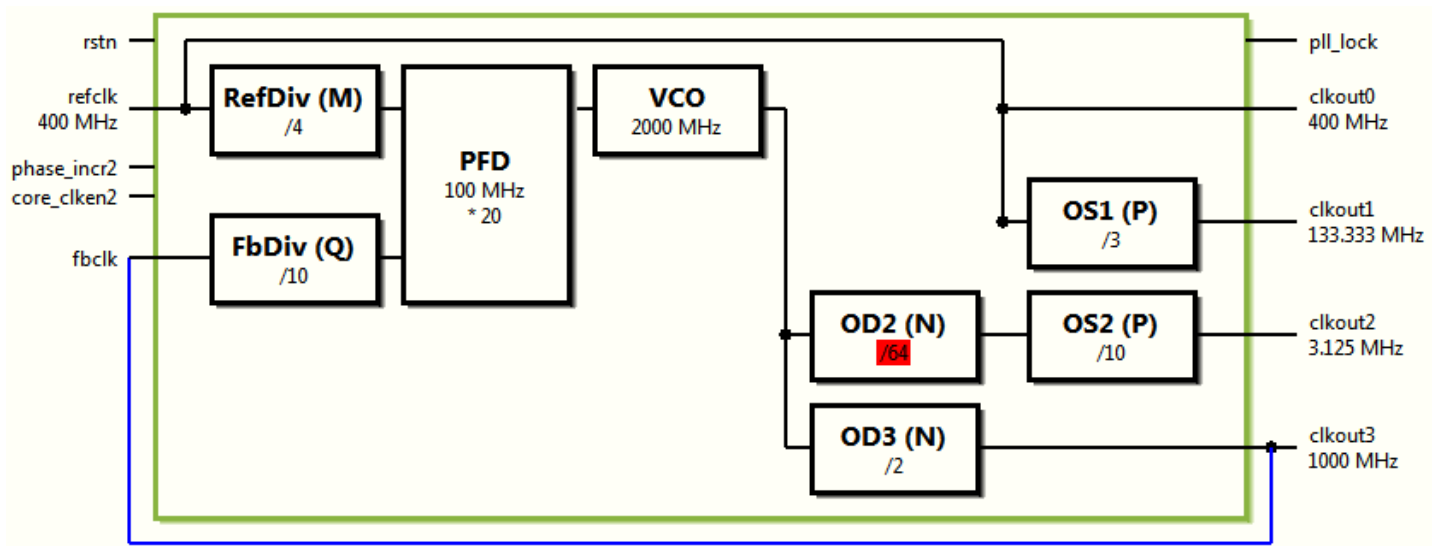 rstn
refclk
400 MHz
phase_incr2
core_clken2
fbclk
RefDiv (M)
/4
FbDiv (Q)
/10
PFD
100 MHz
* 20
VCO
2000 MHz
OD2 (N)
/64
OD3 (N)
/2
OS1 (P)
/3
OS2 (P)
/10
pll_lock
clkout0
400 MHz
clkout1
133.333 MHz
clkout2
3.125 MHz
clkout3
1000 MHz